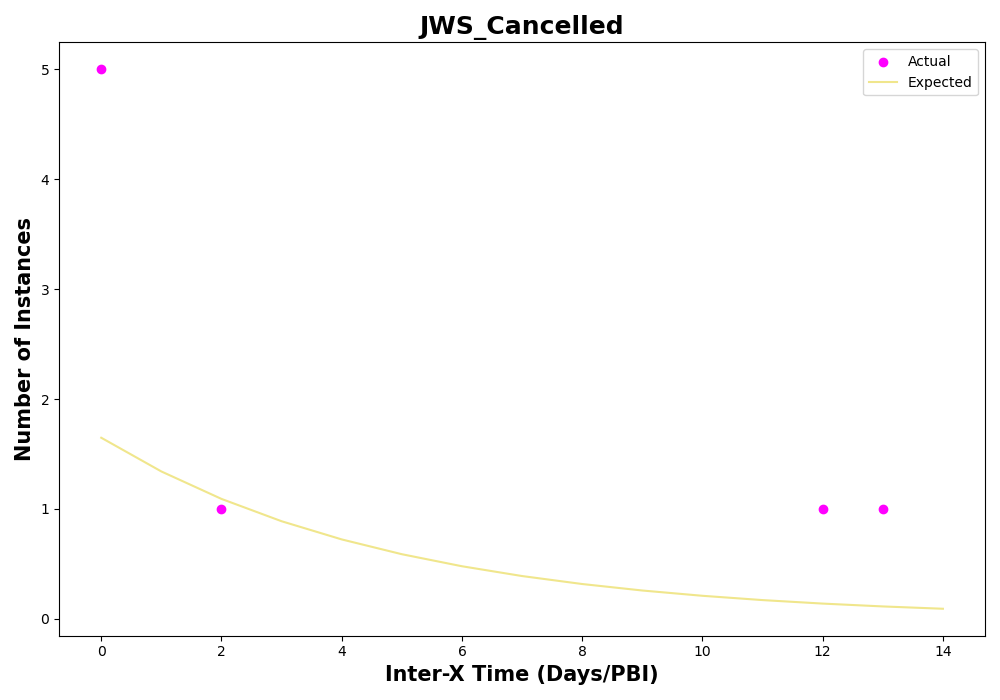 JWS_Cancelled
Actual
Expected
Number of Instances
5
4
3
2
1
0
0 2 4 6 8 10 12 14
Inter-X Time (Days/PBI)